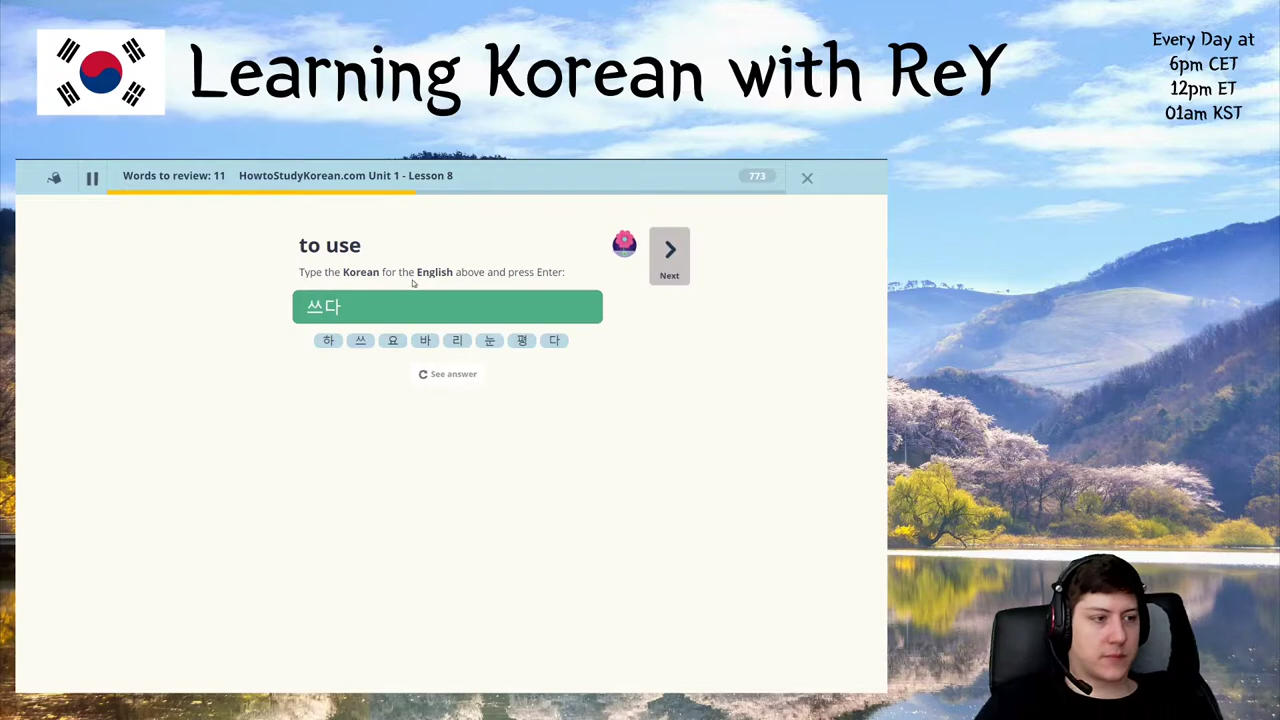 Learning Korean with ReY
Every Day at
6pm CET
12pm ET
01am KST
Words to review: 11 HowtoStudyKorean.com Unit 1 - Lesson 8
773
to use
Type the Korean for the English above and press Enter:
Next
쓰다
하 쓰 요 바 리 눈 평 다
See answer